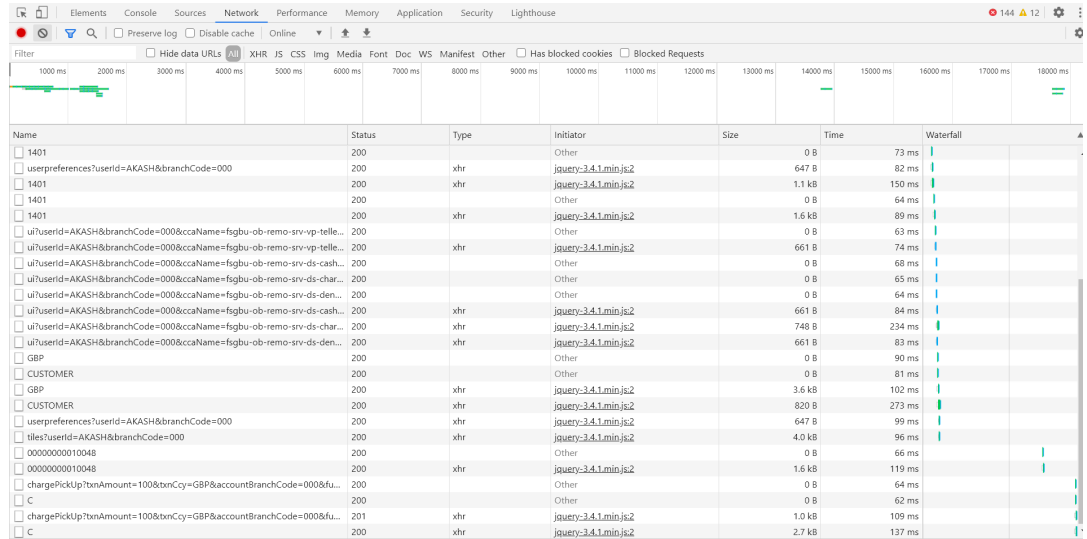 Elements Console Sources Network Performance Memory Application Security Lighthouse 144 12
Preserve log Disable cache Online
Filter Hide data URLs All XHR JS CSS Img Media Font Doc WS Manifest Other Has blocked cookies Blocked Requests
1000 ms 2000 ms 3000 ms 4000 ms 5000 ms 6000 ms 7000 ms 8000 ms 9000 ms 10000 ms 11000 ms 12000 ms 13000 ms 14000 ms 15000 ms 16000 ms 17000 ms 18000 ms
Name Status Type Initiator Size Time Waterfall
1401 200 Other 0 B 73 ms
userpreferences?userId=AKASH&branchCode=000 200 xhr jquery-3.4.1.min.js:2 647 B 82 ms
1401 200 xhr jquery-3.4.1.min.js:2 1.1 kB 150 ms
1401 200 Other 0 B 64 ms
1401 200 xhr jquery-3.4.1.min.js:2 1.6 kB 89 ms
ui?userId=AKASH&branchCode=000&ccaName=fsgbu-ob-remo-srv-vp-telle... 200 Other 0 B 63 ms
ui?userId=AKASH&branchCode=000&ccaName=fsgbu-ob-remo-srv-vp-telle... 200 xhr jquery-3.4.1.min.js:2 661 B 74 ms
ui?userId=AKASH&branchCode=000&ccaName=fsgbu-ob-remo-srv-ds-cash... 200 Other 0 B 68 ms
ui?userId=AKASH&branchCode=000&ccaName=fsgbu-ob-remo-srv-ds-char... 200 Other 0 B 65 ms
ui?userId=AKASH&branchCode=000&ccaName=fsgbu-ob-remo-srv-ds-den... 200 Other 0 B 64 ms
ui?userId=AKASH&branchCode=000&ccaName=fsgbu-ob-remo-srv-ds-cash... 200 xhr jquery-3.4.1.min.js:2 661 B 84 ms
ui?userId=AKASH&branchCode=000&ccaName=fsgbu-ob-remo-srv-ds-char... 200 xhr jquery-3.4.1.min.js:2 748 B 234 ms
ui?userId=AKASH&branchCode=000&ccaName=fsgbu-ob-remo-srv-ds-den... 200 xhr jquery-3.4.1.min.js:2 661 B 83 ms
GBP 200 Other 0 B 90 ms
CUSTOMER 200 Other 0 B 81 ms
GBP 200 xhr jquery-3.4.1.min.js:2 3.6 kB 102 ms
CUSTOMER 200 xhr jquery-3.4.1.min.js:2 820 B 273 ms
userpreferences?userId=AKASH&branchCode=000 200 xhr jquery-3.4.1.min.js:2 647 B 99 ms
tiles?userId=AKASH&branchCode=000 200 xhr jquery-3.4.1.min.js:2 4.0 kB 96 ms
00000000010048 200 Other 0 B 66 ms
00000000010048 200 xhr jquery-3.4.1.min.js:2 1.6 kB 119 ms
chargePickUp?txnAmount=100&txnCcy=GBP&accountBranchCode=000&fu... 200 Other 0 B 64 ms
C 200 Other 0 B 62 ms
chargePickUp?txnAmount=100&txnCcy=GBP&accountBranchCode=000&fu... 201 xhr jquery-3.4.1.min.js:2 1.0 kB 109 ms
C 200 xhr jquery-3.4.1.min.js:2 2.7 kB 137 ms